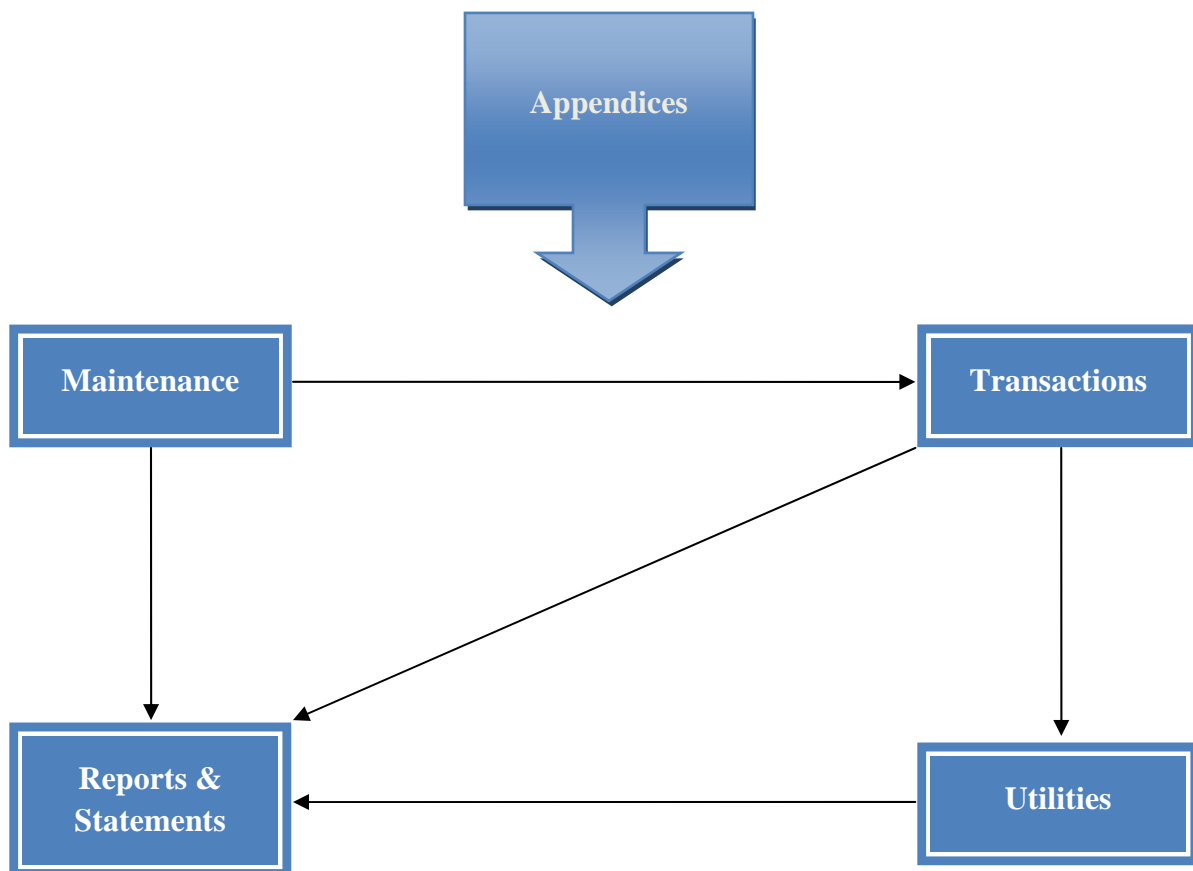 Appendices
Maintenance
Transactions
Reports &
Statements
Utilities